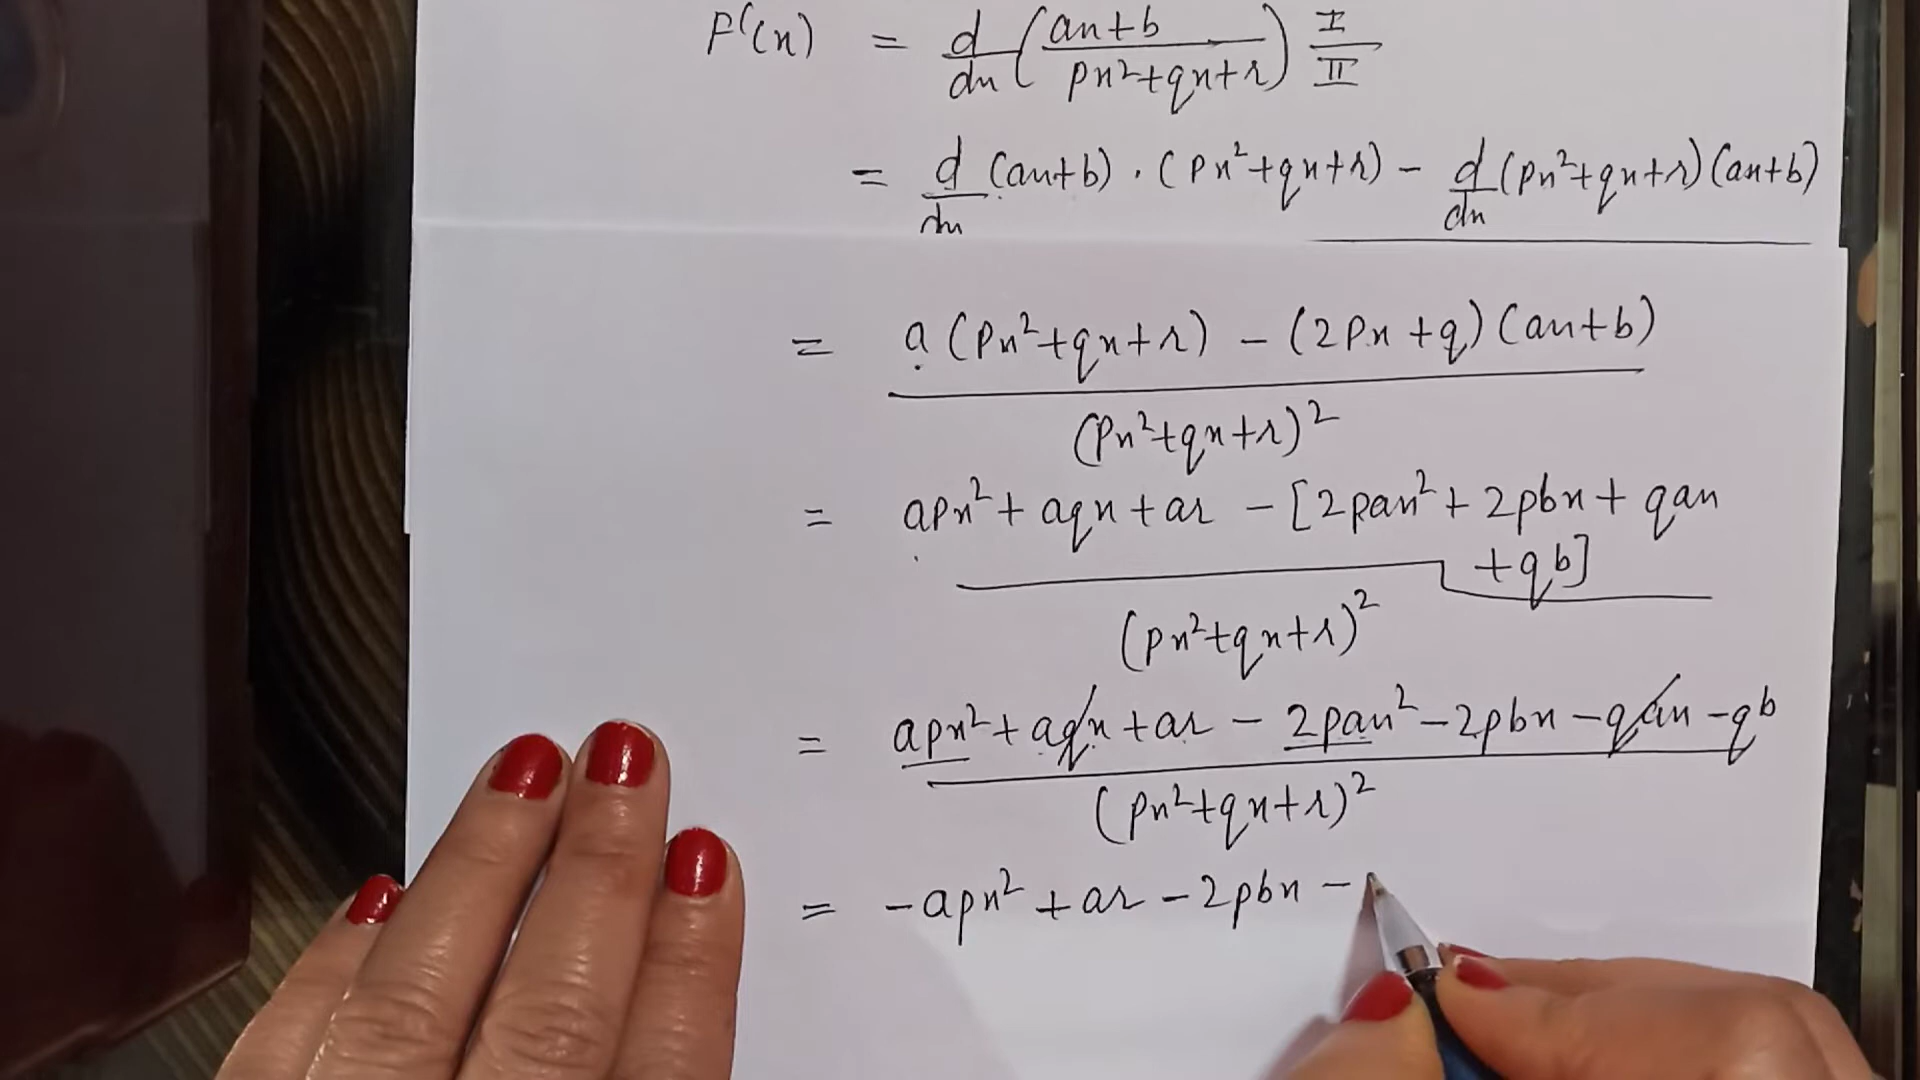 F'(x) = d/dx (ax+b / px²+qx+r) I/II
= d/dx (ax+b) . (px²+qx+r) - d/dx (px²+qx+r)(ax+b)
= a(px²+qx+r) - (2px+q)(ax+b)
(px²+qx+r)²
= apx² + aqx + ar - [2pax² + 2pbx + qax
+qb]
(px²+qx+r)²
= apx² + aqx + ar - 2pax² - 2pbx - qax - qb
(px²+qx+r)²
= -apx² + ar - 2pbx -